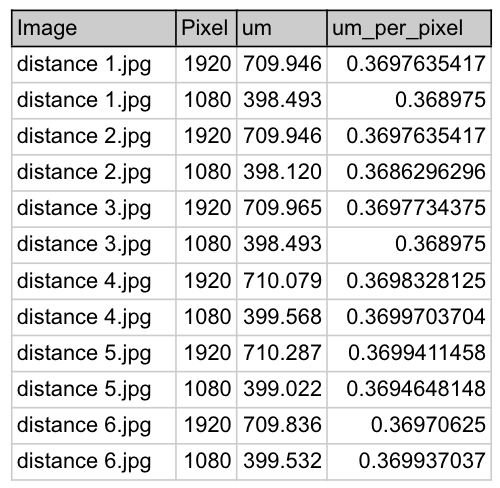 Image Pixel um um_per_pixel
distance 1.jpg 1920 709.946 0.3697635417
distance 1.jpg 1080 398.493 0.368975
distance 2.jpg 1920 709.946 0.3697635417
distance 2.jpg 1080 398.120 0.3686296296
distance 3.jpg 1920 709.965 0.3697734375
distance 3.jpg 1080 398.493 0.368975
distance 4.jpg 1920 710.079 0.3698328125
distance 4.jpg 1080 399.568 0.3699703704
distance 5.jpg 1920 710.287 0.3699411458
distance 5.jpg 1080 399.022 0.3694648148
distance 6.jpg 1920 709.836 0.36970625
distance 6.jpg 1080 399.532 0.369937037